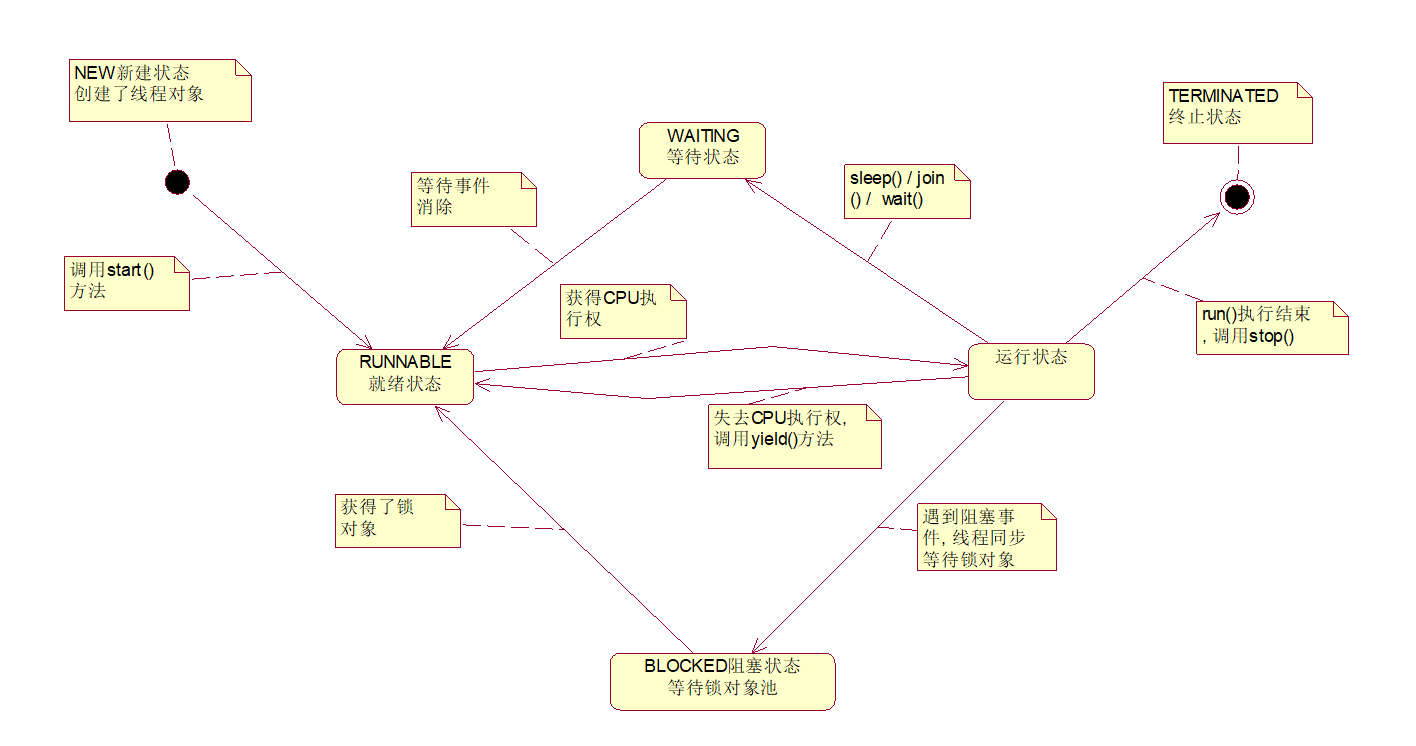 NEW新建状态
创建了线程对象
TERMINATED
终止状态
WAITING
等待状态
sleep() / join
() /  wait()
等待事件
消除
调用start()
方法
获得CPU执
行权
run()执行结束
, 调用stop()
RUNNABLE
就绪状态
运行状态
失去CPU执行权,
调用yield()方法
获得了锁
对象
遇到阻塞事
件, 线程同步
等待锁对象
BLOCKED阻塞状态
等待锁对象池